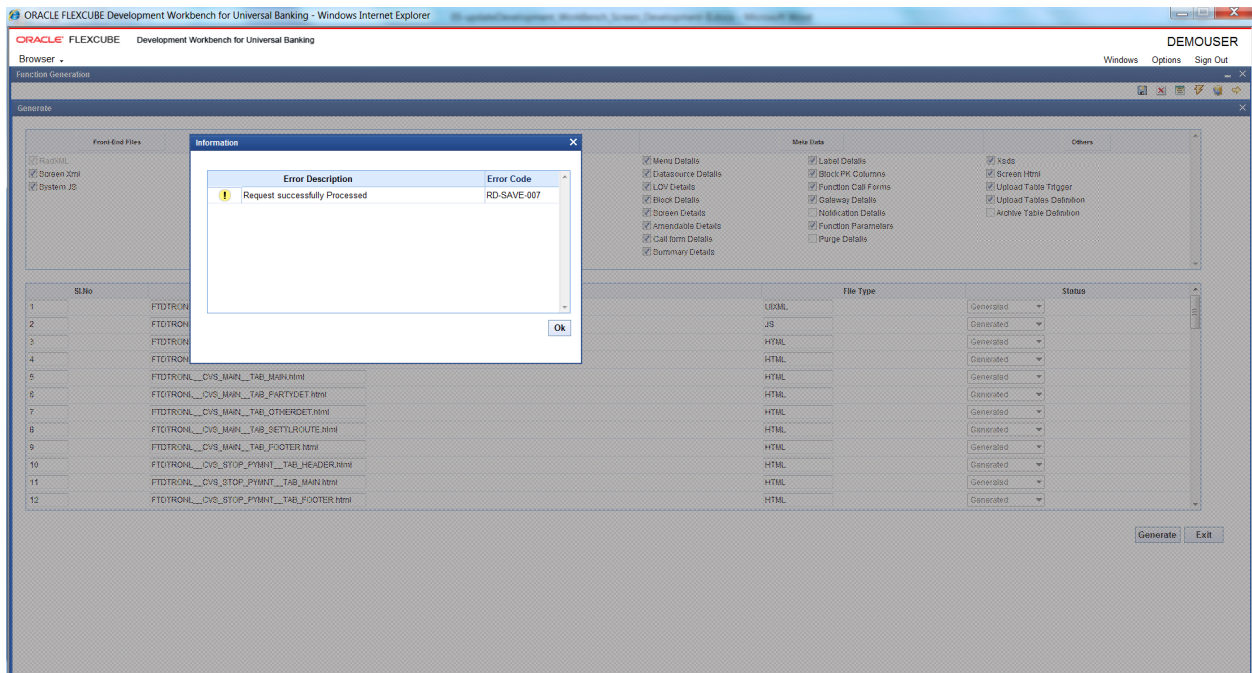 ORACLE FLEXCUBE Development Workbench for Universal Banking - Windows Internet Explorer
ORACLE FLEXCUBE Development Workbench for Universal Banking
DEMOUSER
Browser
Windows Options Sign Out
Function Generation
Generate
Front-End Files Meta Data Others
Information
RadXML Menu Details Label Details Xsds
Screen Xml Datasource Details Block PK Columns Screen Html
System JS LOV Details Function Call Forms Upload Table Trigger
Block Details Gateway Details Upload Tables Definition
Screen Details Notification Details Archive Table Definition
Amendable Details Function Parameters
Call form Details Purge Details
Summary Details
Error Description Error Code
Request successfully Processed RD-SAVE-007
Ok
Sl.No File Type Status
1 UIXML Generated
2 JS Generated
3 HTML Generated
4 HTML Generated
5 FTDTRONL__CVS_MAIN__TAB_MAIN.html HTML Generated
6 FTDTRONL__CVS_MAIN__TAB_PARTYDET.html HTML Generated
7 FTDTRONL__CVS_MAIN__TAB_OTHERDET.html HTML Generated
8 FTDTRONL__CVS_MAIN__TAB_SETTLROUTE.html HTML Generated
9 FTDTRONL__CVS_MAIN__TAB_FOOTER.html HTML Generated
10 FTDTRONL__CVS_STOP_PYMNT__TAB_HEADER.html HTML Generated
11 FTDTRONL__CVS_STOP_PYMNT__TAB_MAIN.html HTML Generated
12 FTDTRONL__CVS_STOP_PYMNT__TAB_FOOTER.html HTML Generated
Generate Exit